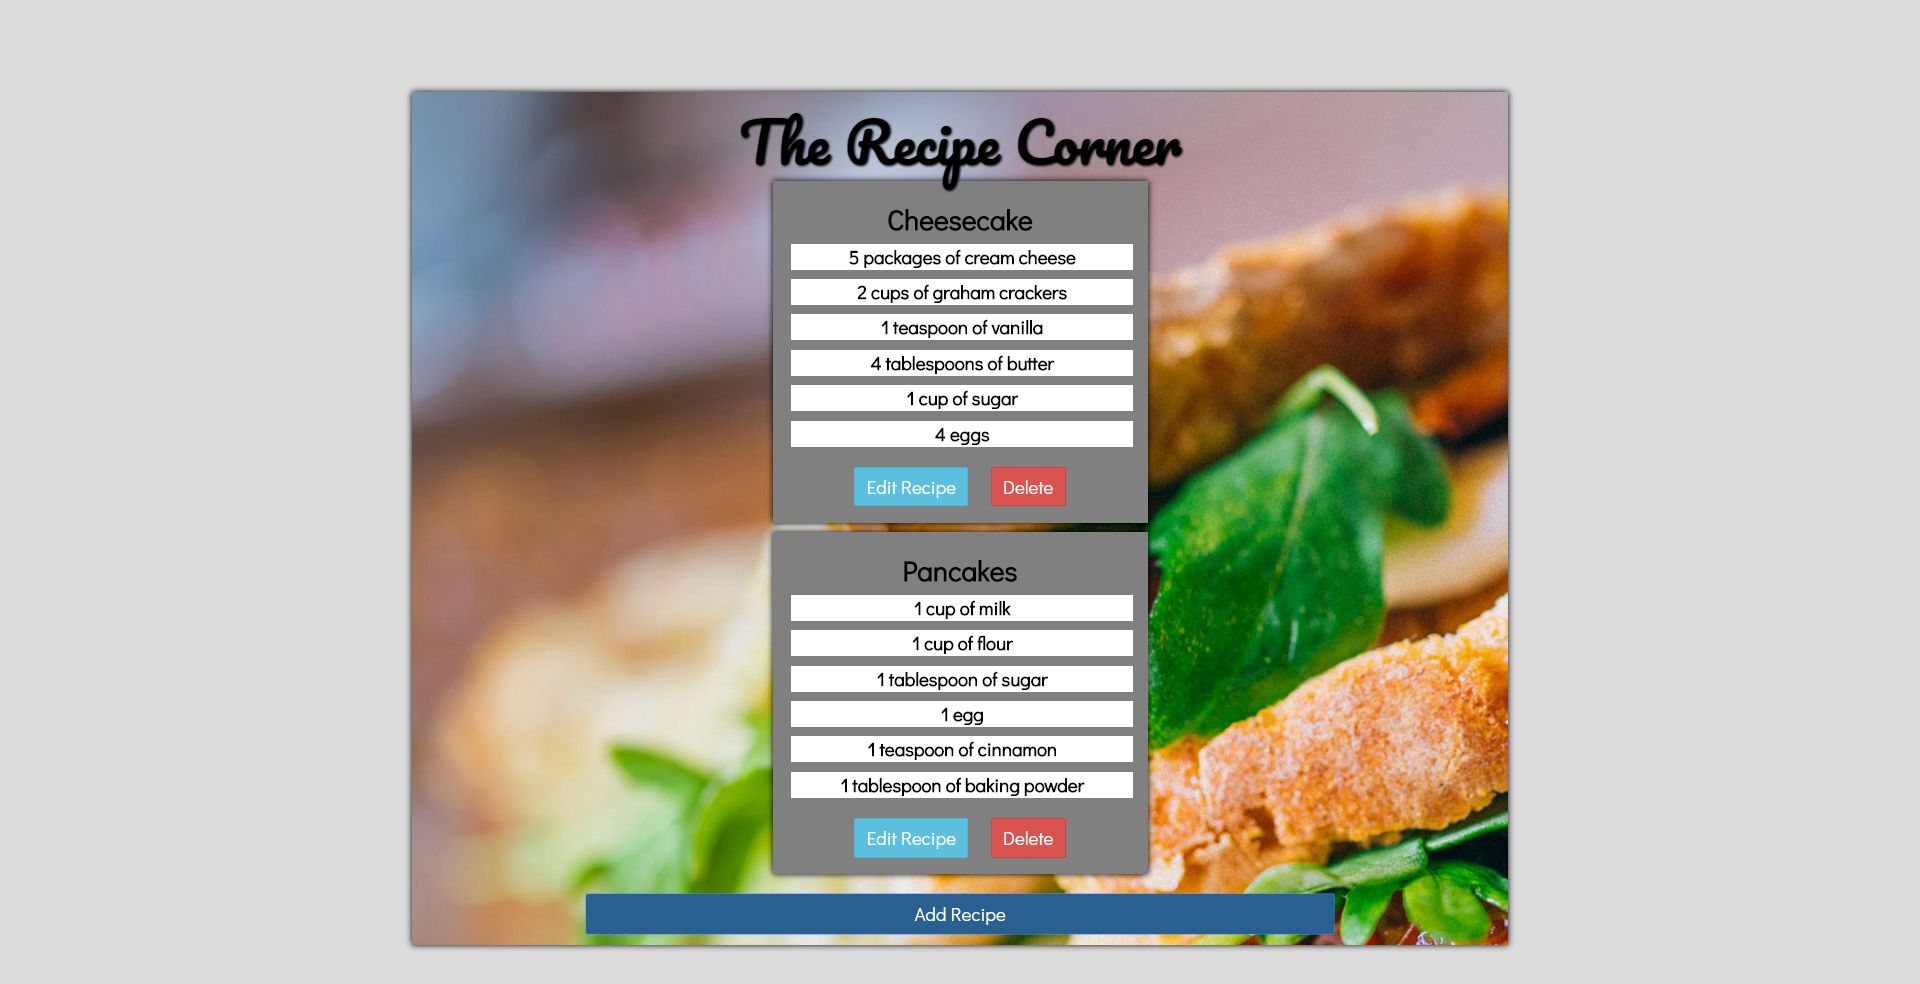 The Recipe Corner
Cheesecake
5 packages of cream cheese
2 cups of graham crackers
1 teaspoon of vanilla
4 tablespoons of butter
1 cup of sugar
4 eggs
Edit Recipe Delete
Pancakes
1 cup of milk
1 cup of flour
1 tablespoon of sugar
1 egg
1 teaspoon of cinnamon
1 tablespoon of baking powder
Edit Recipe Delete
Add Recipe